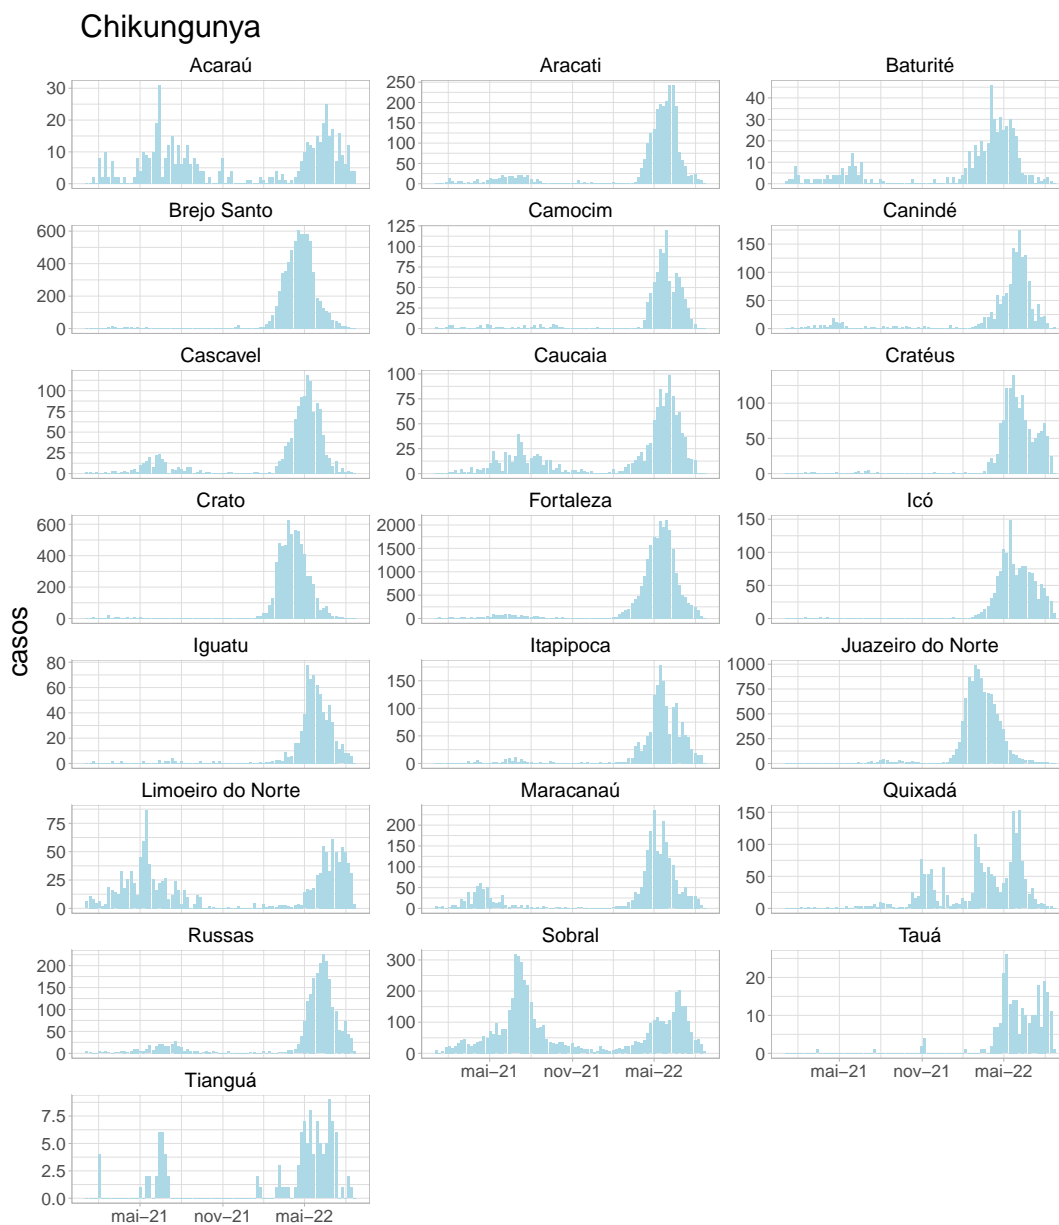 Chikungunya
Acaraú Aracati Baturité
30 20 10 0
250 200 150 100 50 0
40 30 20 10 0
Brejo Santo Camocim Canindé
600 400 200 0
125 100 75 50 25 0
150 100 50 0
Cascavel Caucaia Cratéus
100 75 50 25 0
100 75 50 25 0
100 50 0
Crato Fortaleza Icó
600 400 200 0
2000 1500 1000 500 0
150 100 50 0
casos
Iguatu Itapipoca Juazeiro do Norte
80 60 40 20 0
150 100 50 0
1000 750 500 250 0
Limoeiro do Norte Maracanaú Quixadá
75 50 25 0
200 150 100 50 0
150 100 50 0
Russas Sobral Tauá
200 150 100 50 0
300 200 100 0
20 10 0
mai−21 nov−21 mai−22 mai−21 nov−21 mai−22
Tianguá
7.5 5.0 2.5 0.0
mai−21 nov−21 mai−22